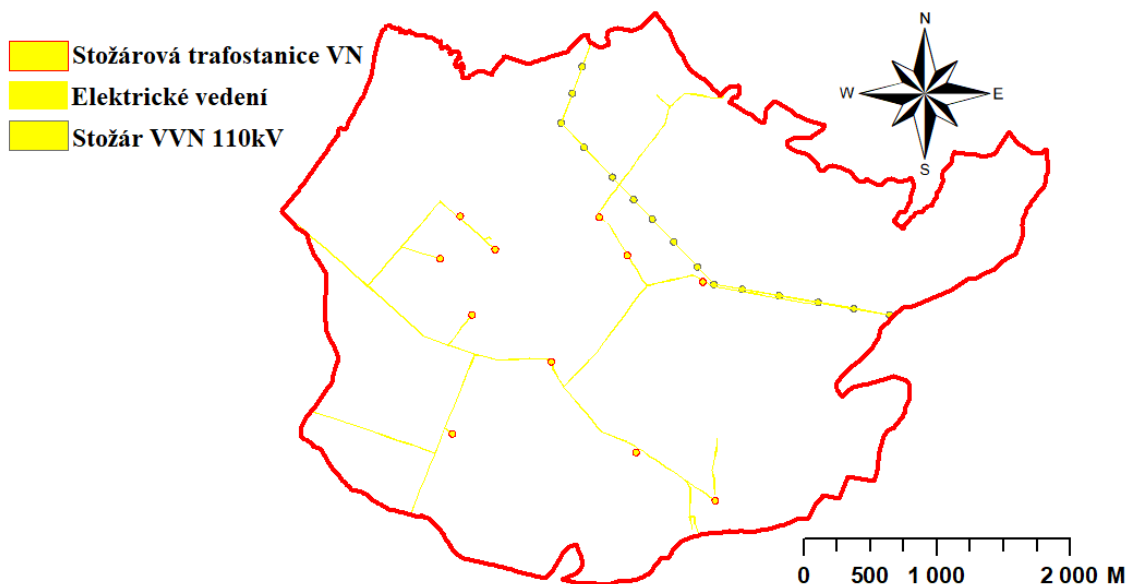 Stožárová trafostanice VN
Elektrické vedení
Stožár VVN 110kV
N
W
E
S
0 500 1 000 2 000 M